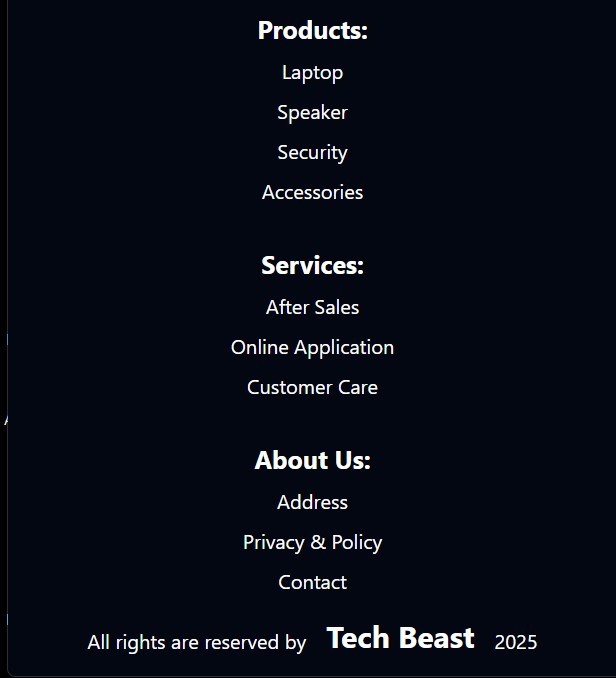 Products:
Laptop
Speaker
Security
Accessories
Services:
After Sales
Online Application
Customer Care
About Us:
Address
Privacy & Policy
Contact
All rights are reserved by Tech Beast 2025